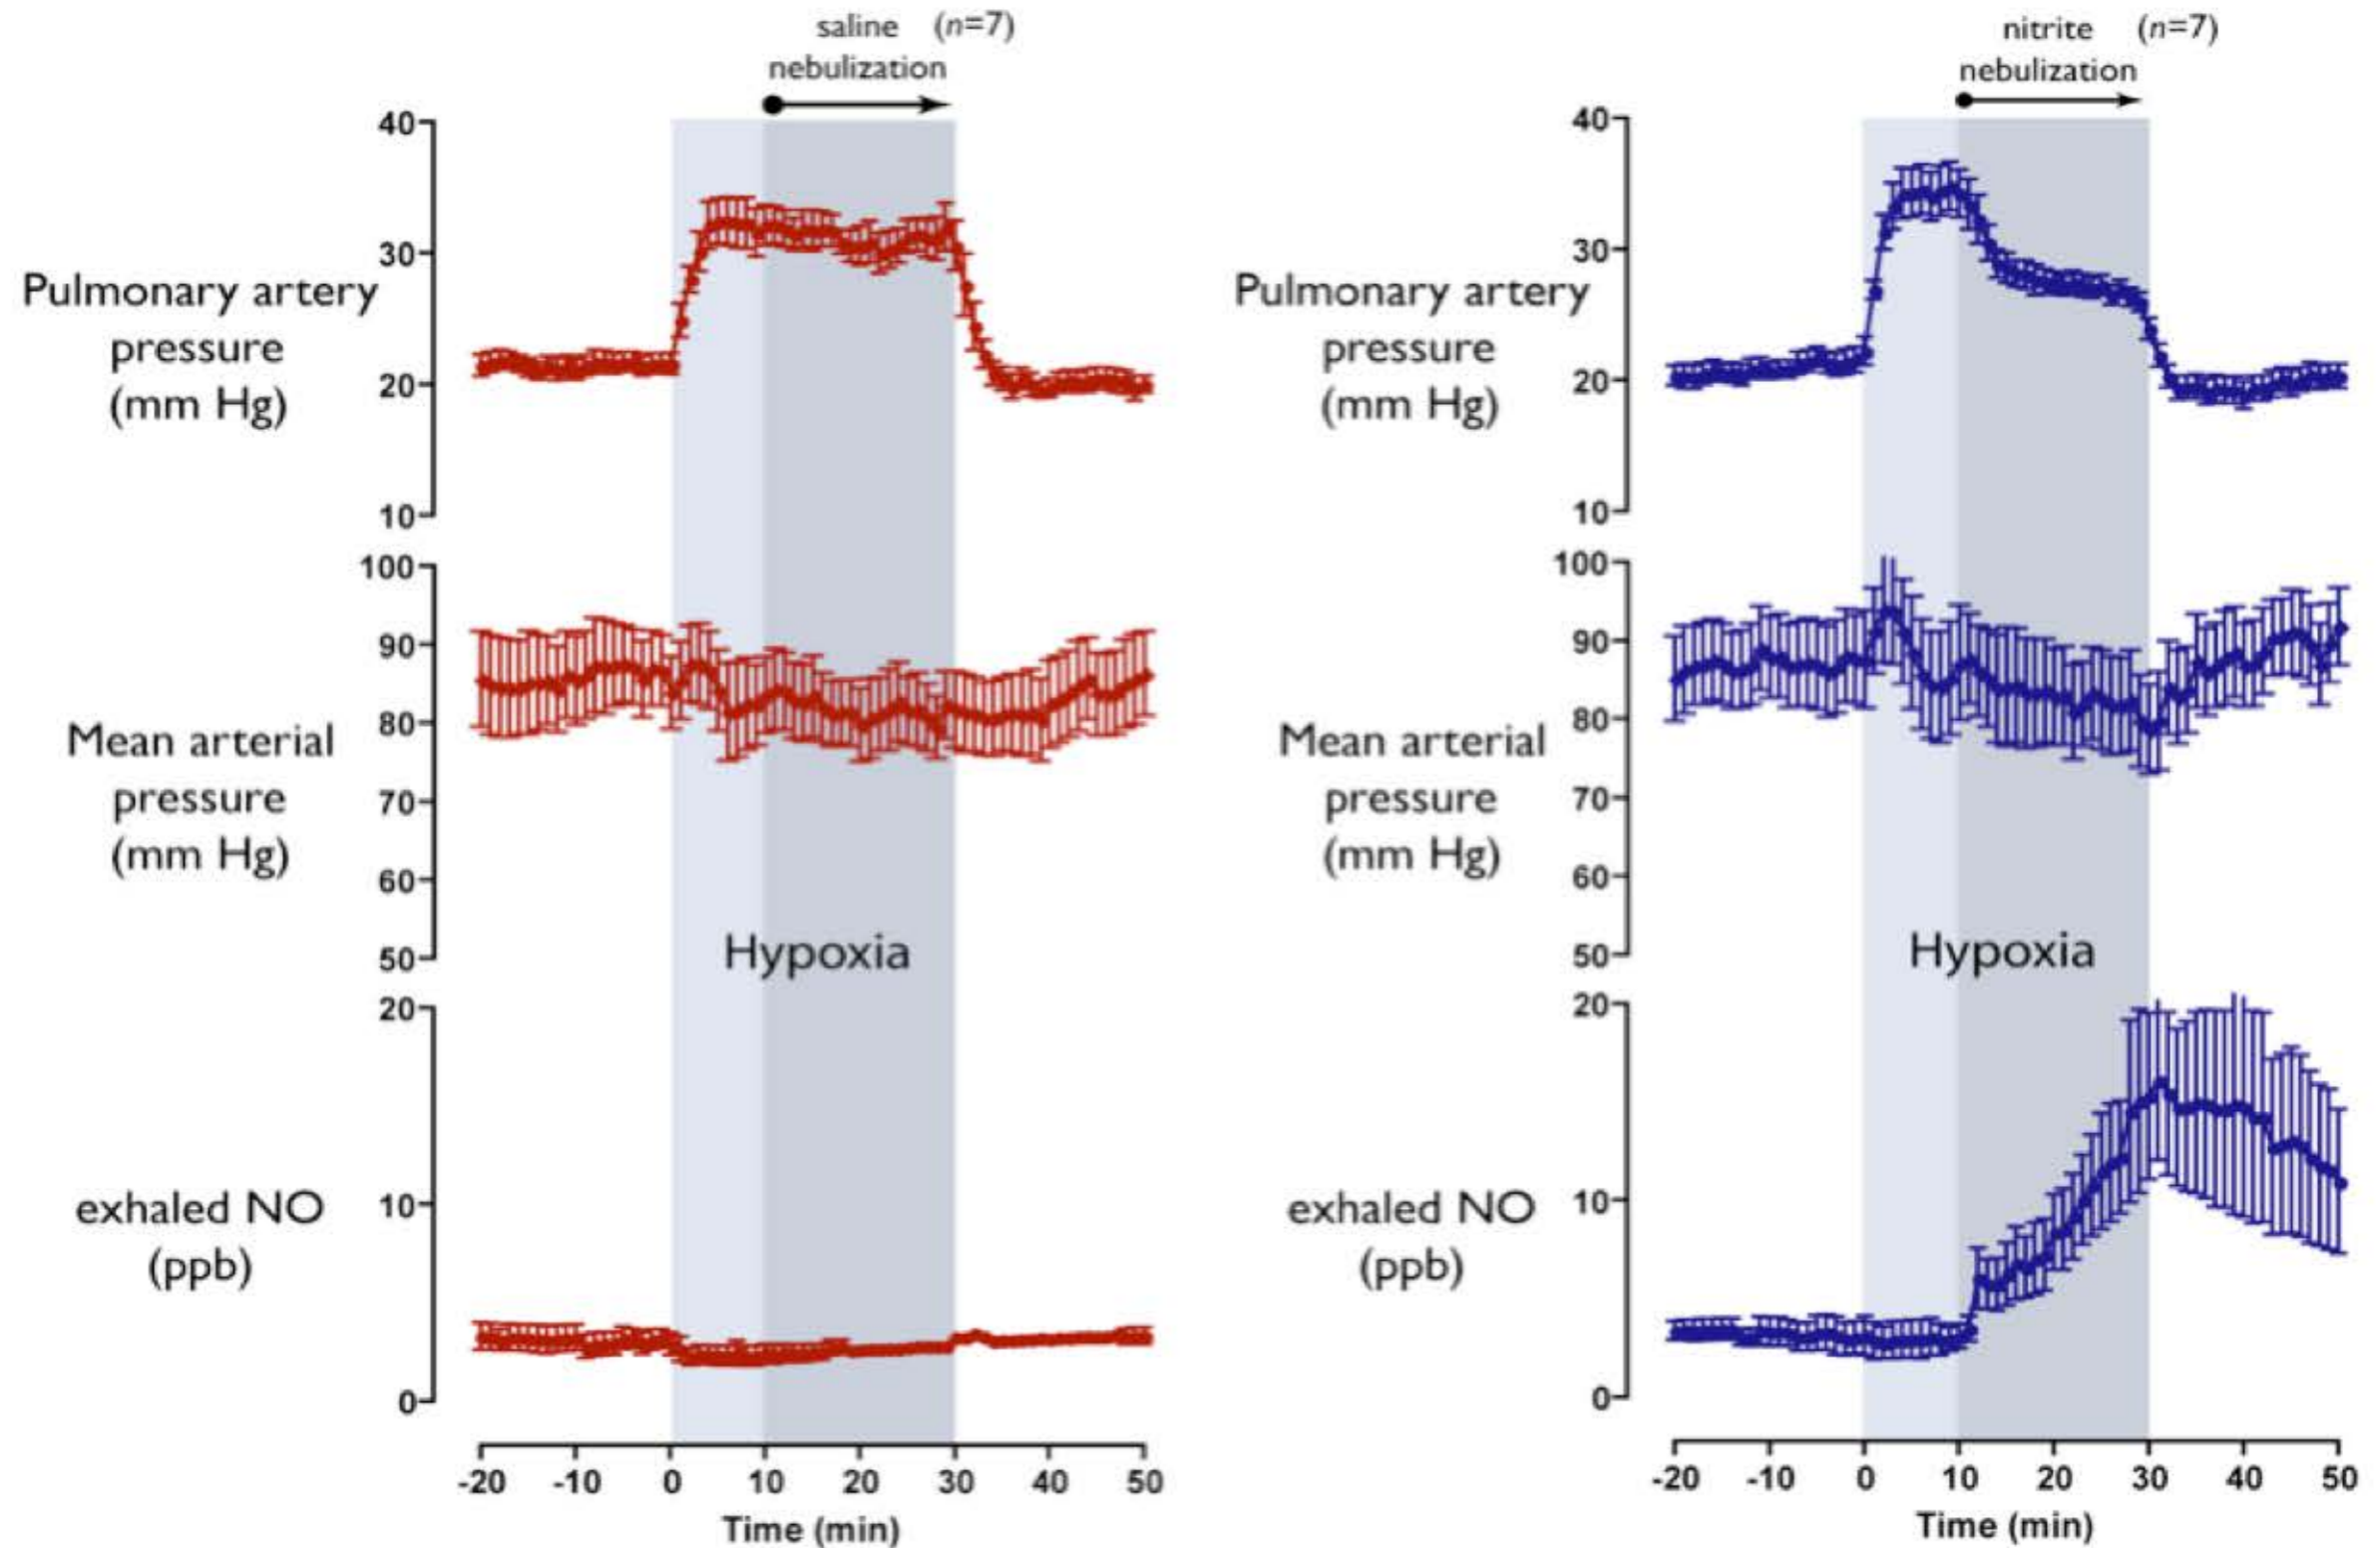 saline (n=7)
nebulization
40
30
20
10
Pulmonary artery
pressure
(mm Hg)
100
90
80
70
60
50
Mean arterial
pressure
(mm Hg)
Hypoxia
20
10
0
exhaled NO
(ppb)
-20 -10 0 10 20 30 40 50
Time (min)
nitrite (n=7)
nebulization
40
30
20
10
Pulmonary artery
pressure
(mm Hg)
100
90
80
70
60
50
Mean arterial
pressure
(mm Hg)
Hypoxia
20
10
0
exhaled NO
(ppb)
-20 -10 0 10 20 30 40 50
Time (min)